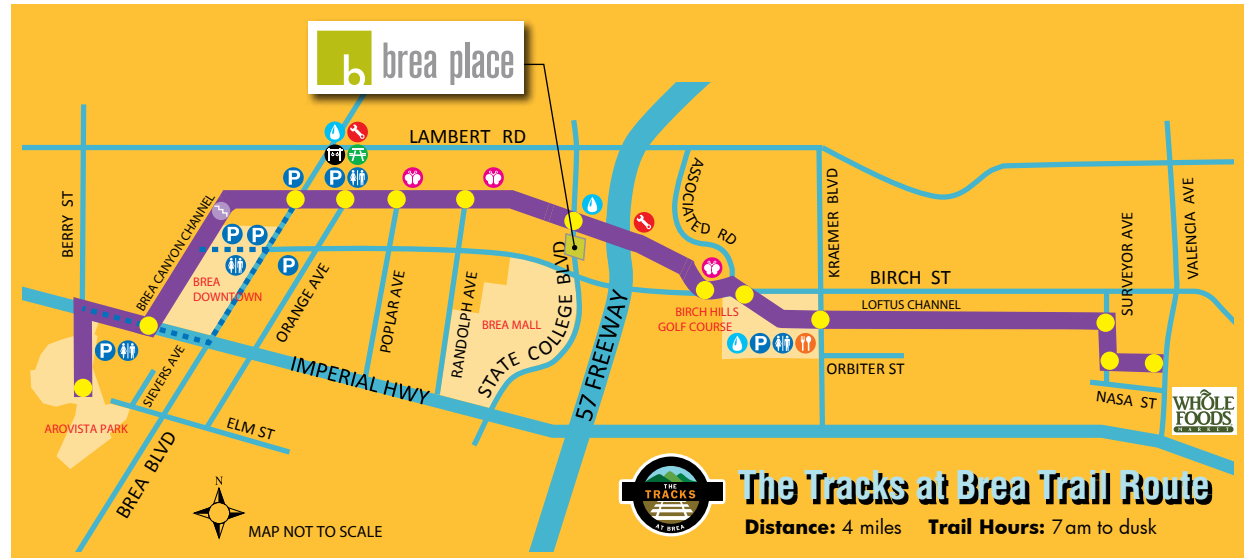 b brea place
LAMBERT RD
BERRY ST
BREA CANYON CHANNEL
P
P
P P
P
BREA
DOWNTOWN
ORANGE AVE
POPLAR AVE
RANDOLPH AVE
BREA MALL
STATE COLLEGE BLVD
57 FREEWAY
ASSOCIATED RD
KRAEMER BLVD
BIRCH ST
LOFTUS CHANNEL
SURVEYOR AVE
VALENCIA AVE
BIRCH HILLS
GOLF COURSE
P
ORBITER ST
NASA ST
WHOLE
FOODS
MARKET
P
SIEVERS AVE
IMPERIAL HWY
AROVISTA PARK
ELM ST
BREA BLVD
N
MAP NOT TO SCALE
THE
TRACKS
AT BREA
The Tracks at Brea Trail Route
Distance: 4 miles Trail Hours: 7 am to dusk